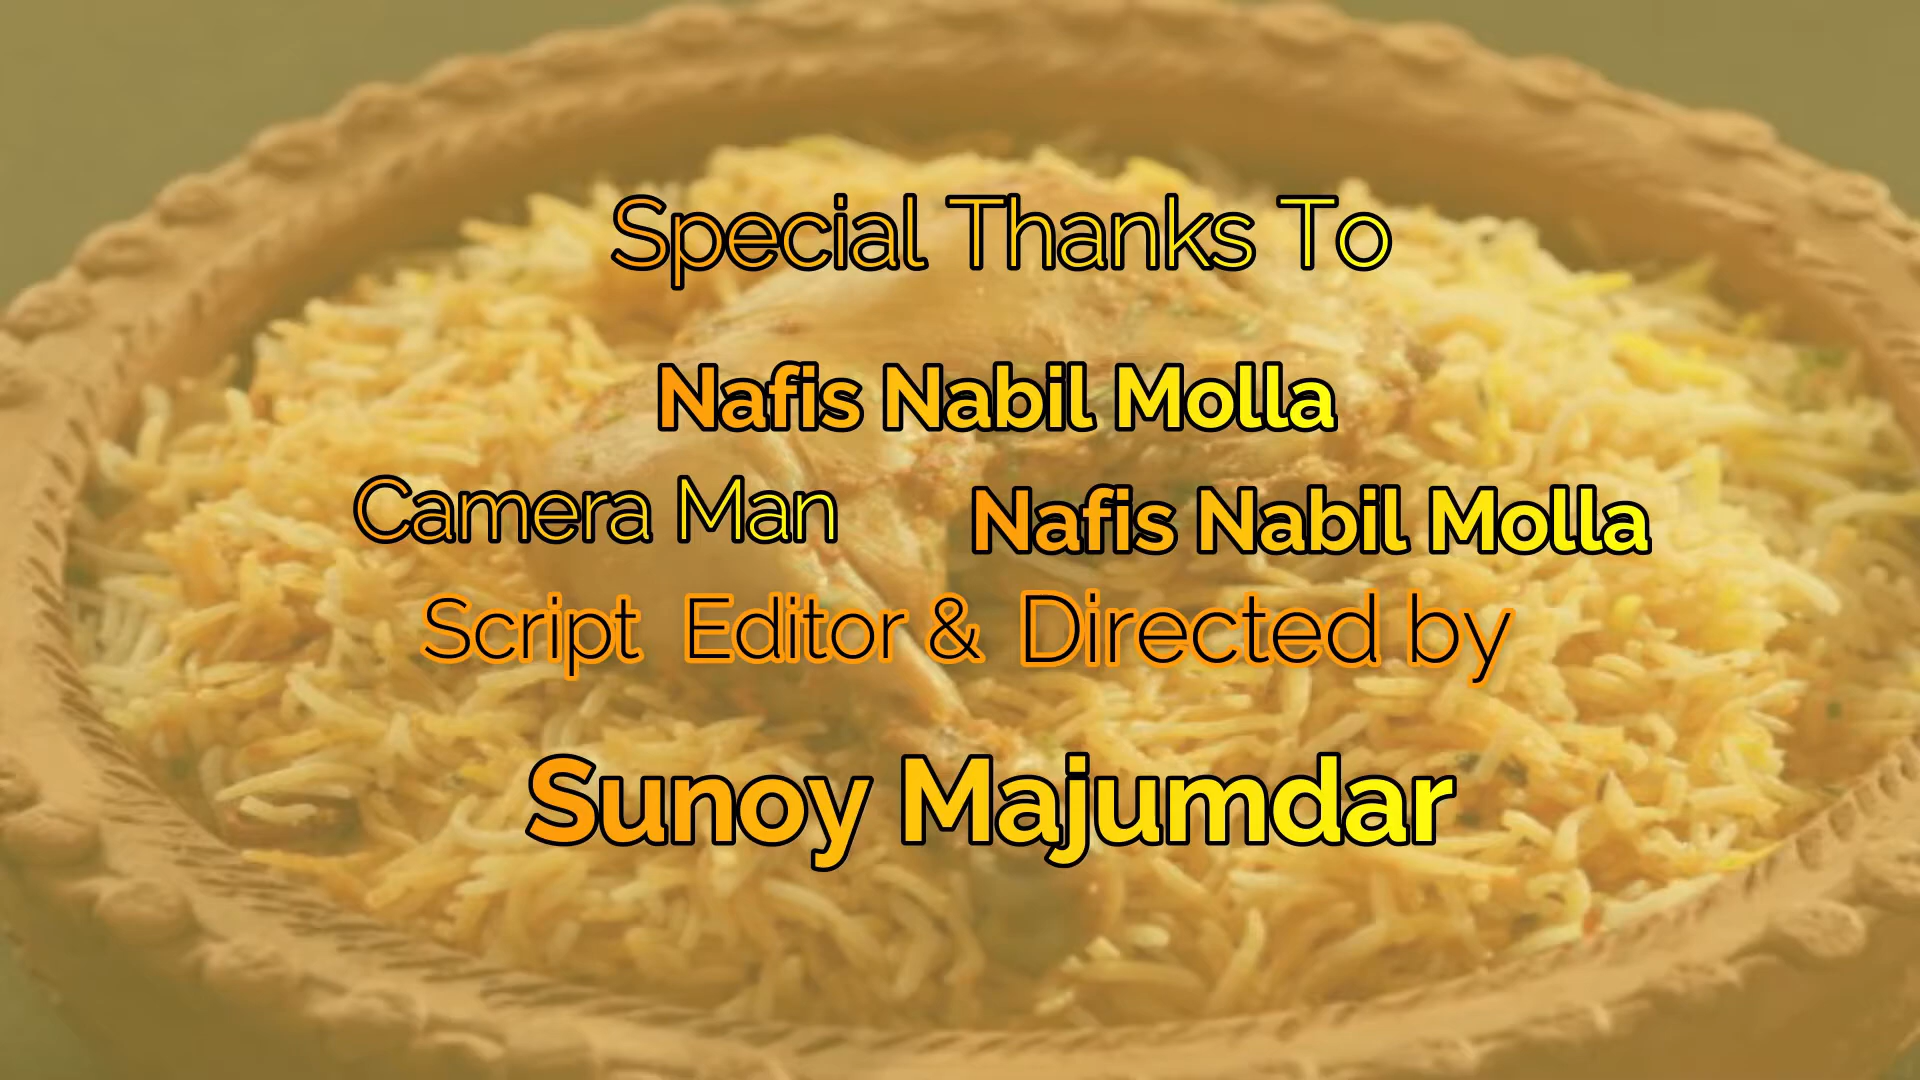 Special Thanks To
Nafis Nabil Molla
Camera Man Nafis Nabil Molla
Script Editor & Directed by
Sunoy Majumdar